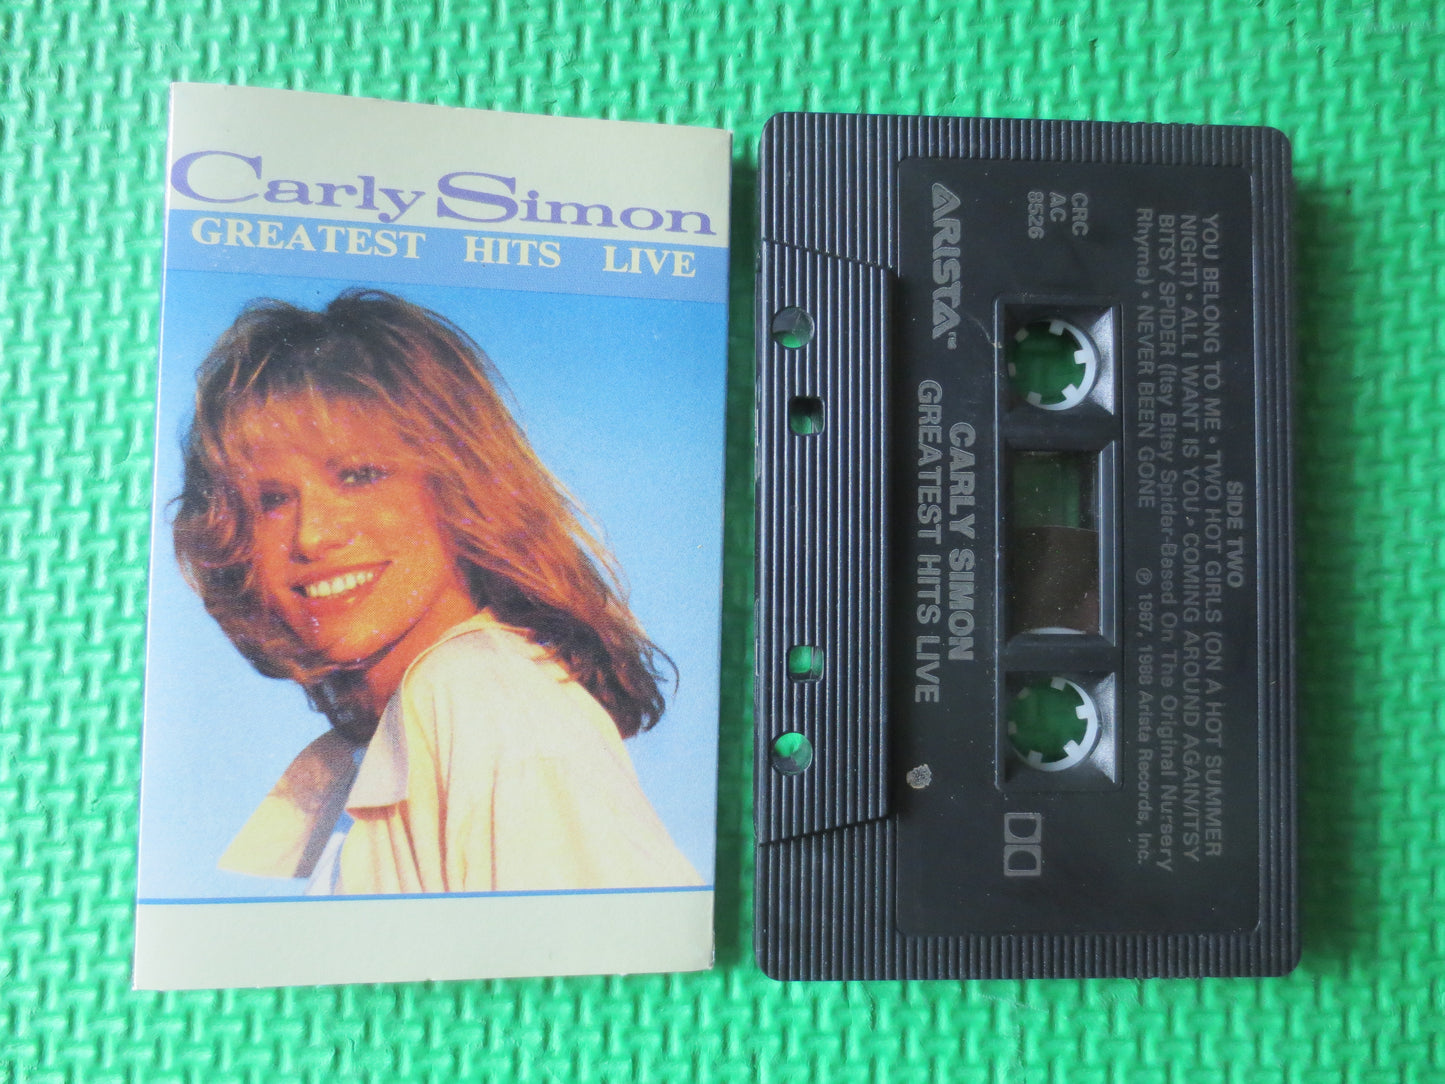 Carly Simon
GREATEST HITS LIVE
SIDE TWO
YOU BELONG TO ME • TWO HOT GIRLS (ON A HOT SUMMER
NIGHT) • ALL I WANT IS YOU • COMING AROUND AGAIN/ITSY
BITSY SPIDER (Itsy Bitsy Spider-Based On The Original Nursery
Rhyme) • NEVER BEEN GONE ℗ 1987, 1988 Arista Records, Inc.
CRC
AC
8526
CARLY SIMON
GREATEST HITS LIVE
ARISTA™